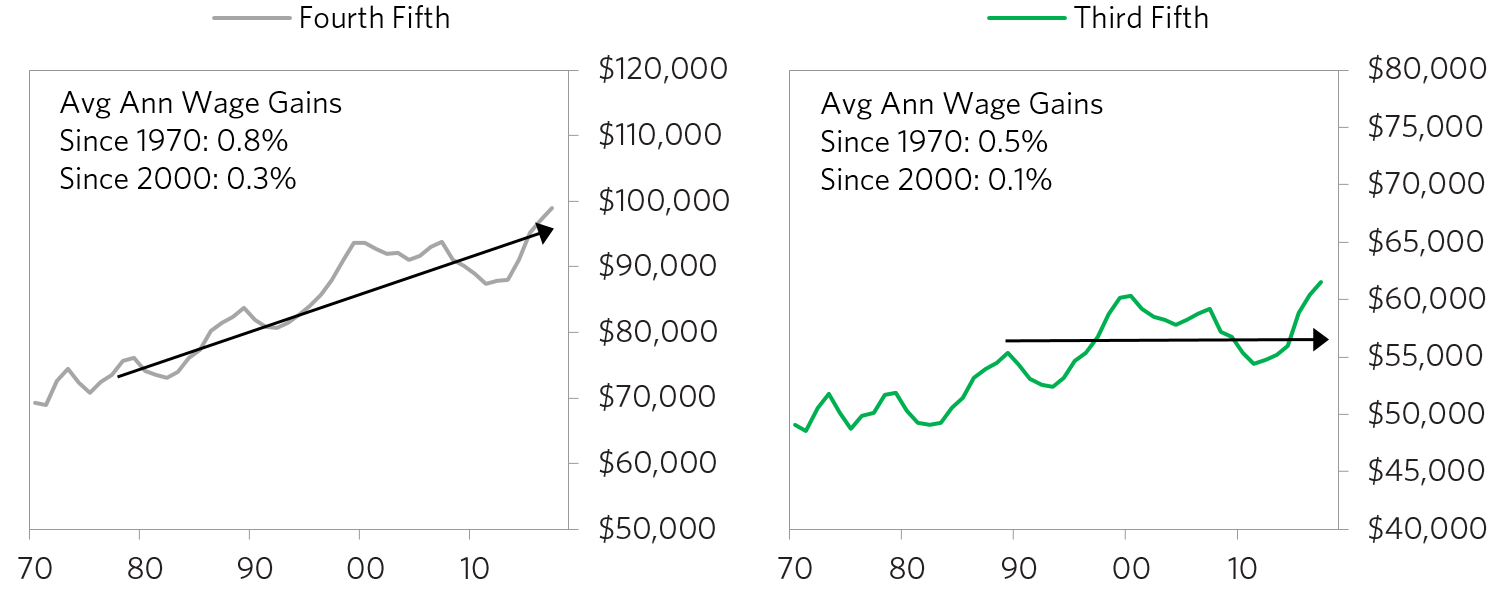 Fourth Fifth
Avg Ann Wage Gains
Since 1970: 0.8%
Since 2000: 0.3%
$120,000
$110,000
$100,000
$90,000
$80,000
$70,000
$60,000
$50,000
70 80 90 00 10
Third Fifth
Avg Ann Wage Gains
Since 1970: 0.5%
Since 2000: 0.1%
$80,000
$75,000
$70,000
$65,000
$60,000
$55,000
$50,000
$45,000
$40,000
70 80 90 00 10